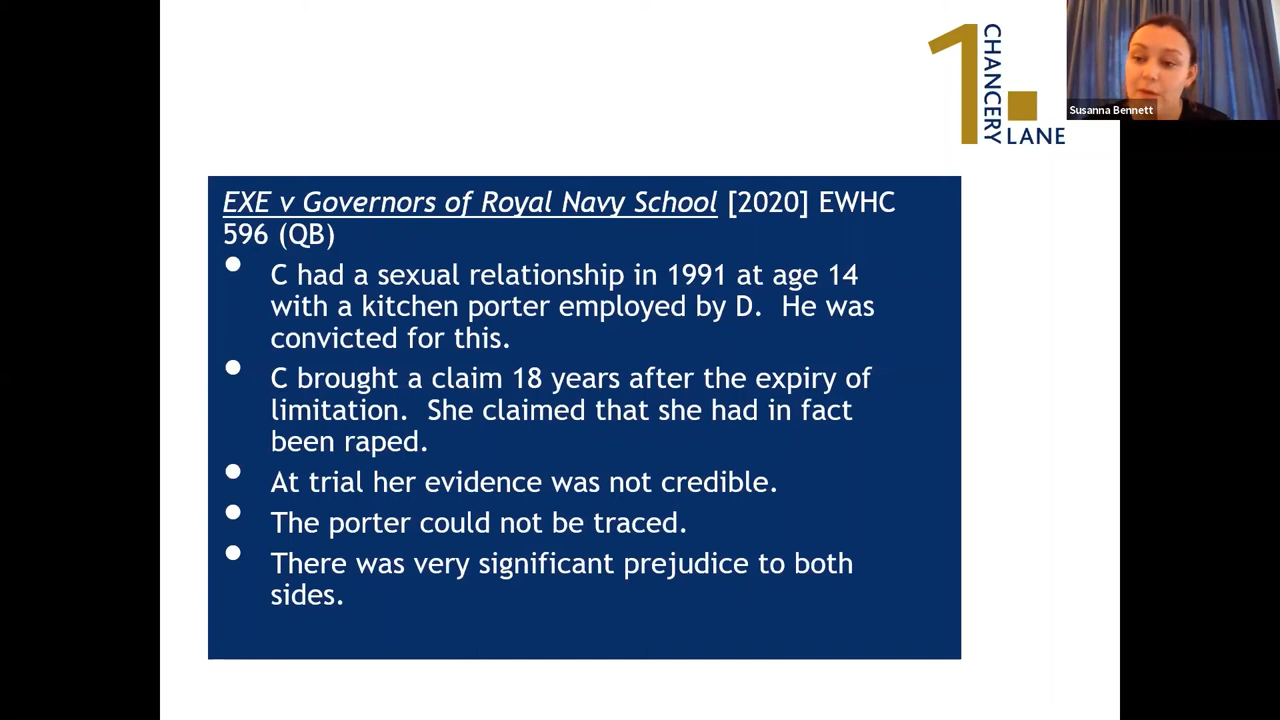 1
CHANCERY
LANE
Susanna Bennett
EXE v Governors of Royal Navy School [2020] EWHC
596 (QB)
• C had a sexual relationship in 1991 at age 14
with a kitchen porter employed by D.  He was
convicted for this.
• C brought a claim 18 years after the expiry of
limitation.  She claimed that she had in fact
been raped.
• At trial her evidence was not credible.
• The porter could not be traced.
• There was very significant prejudice to both
sides.